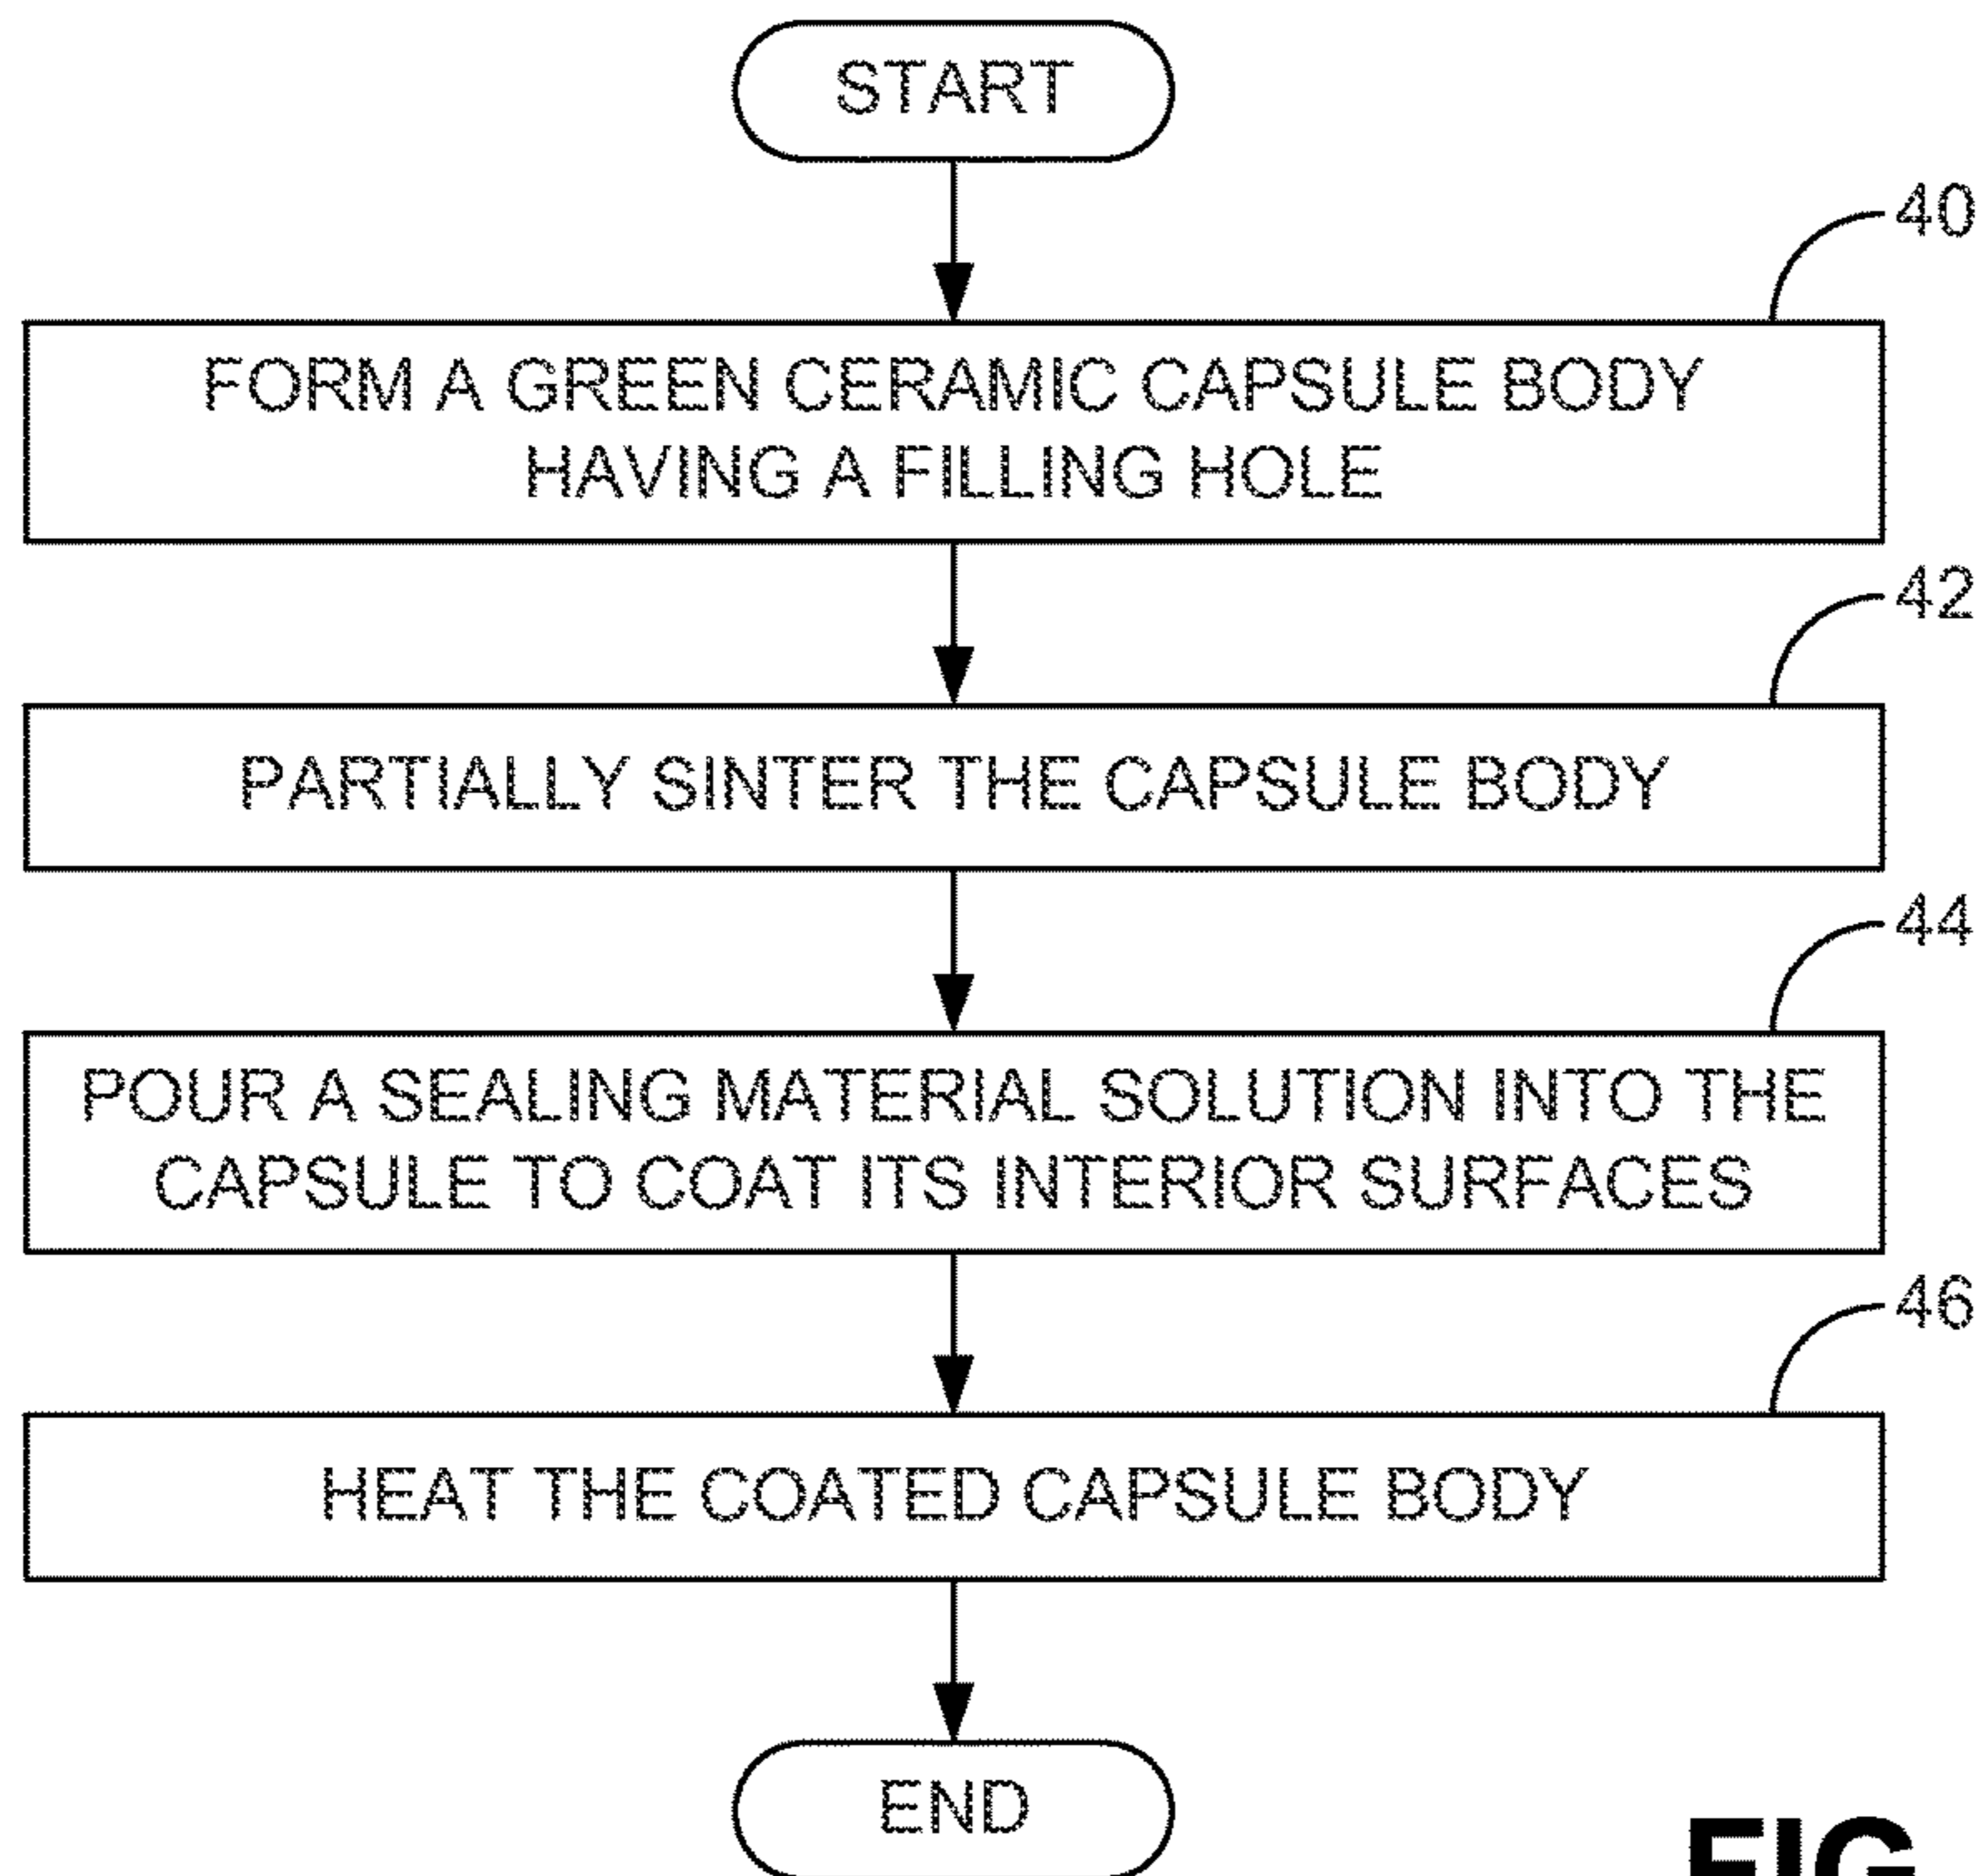 START
40
FORM A GREEN CERAMIC CAPSULE BODY
HAVING A FILLING HOLE
42
PARTIALLY SINTER THE CAPSULE BODY
44
POUR A SEALING MATERIAL SOLUTION INTO THE
CAPSULE TO COAT ITS INTERIOR SURFACES
46
HEAT THE COATED CAPSULE BODY
END
FIG